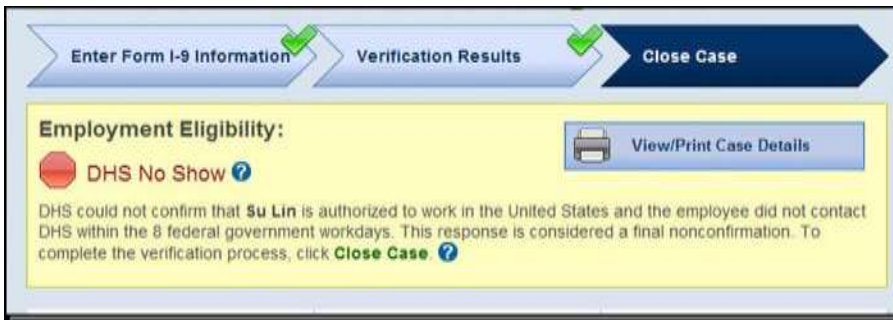 Enter Form I-9 Information
Verification Results
Close Case
Employment Eligibility:
View/Print Case Details
DHS No Show ?
DHS could not confirm that Su Lin is authorized to work in the United States and the employee did not contact
DHS within the 8 federal government workdays. This response is considered a final nonconfirmation. To
complete the verification process, click Close Case. ?